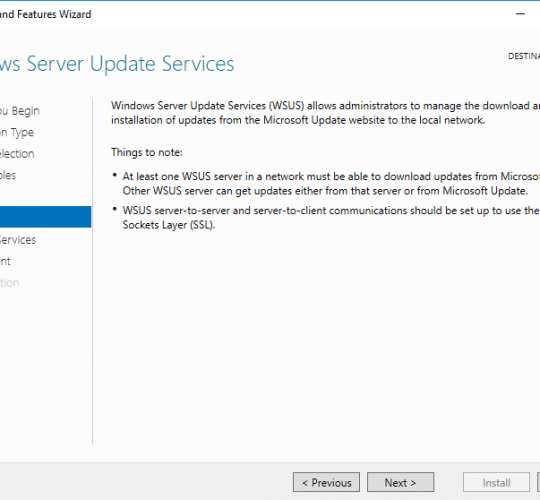 and Features Wizard
ws Server Update Services
DESTINA
ou Begin
on Type
election
oles
Services
nt
tion
Windows Server Update Services (WSUS) allows administrators to manage the download an
installation of updates from the Microsoft Update website to the local network.
Things to note:
• At least one WSUS server in a network must be able to download updates from Microso
Other WSUS server can get updates either from that server or from Microsoft Update.
• WSUS server-to-server and server-to-client communications should be set up to use the
Sockets Layer (SSL).
< Previous
Next >
Install